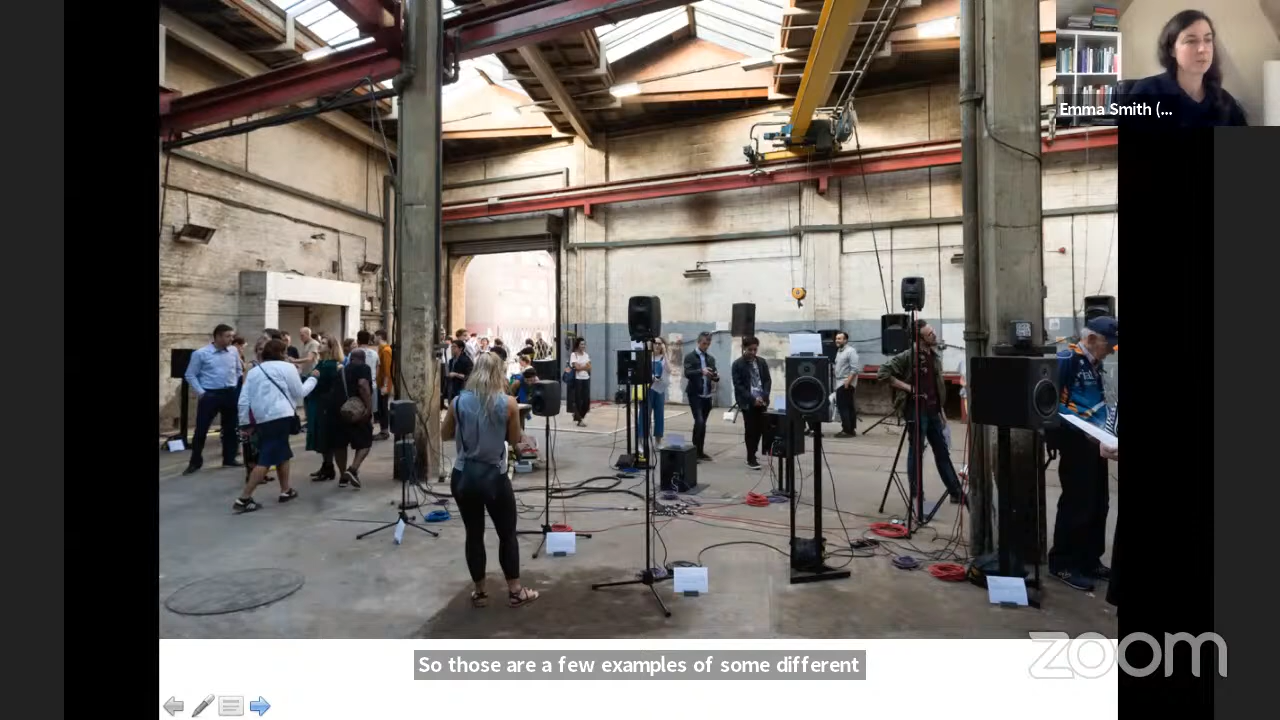 Emma Smith (...
So those are a few examples of some different
zoom